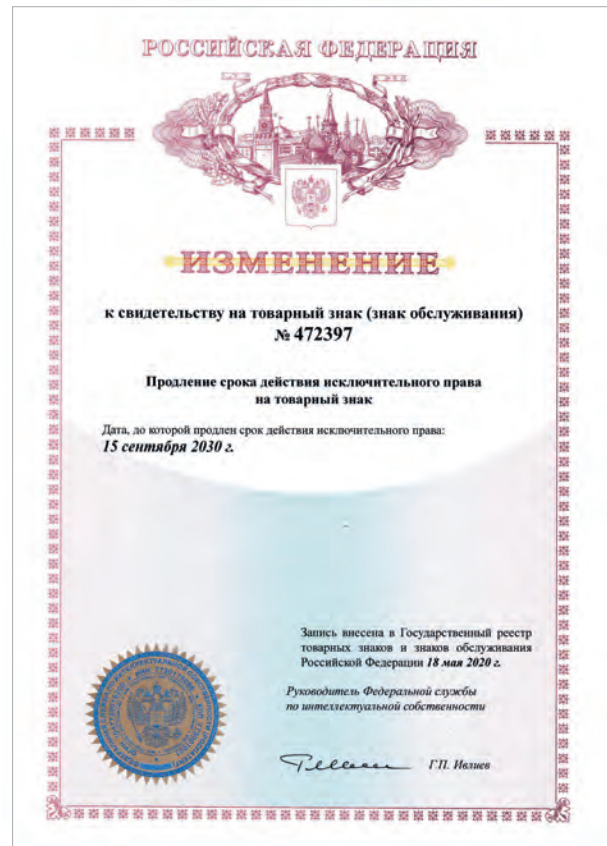 РОССИЙСКАЯ ФЕДЕРАЦИЯ
ИЗМЕНЕНИЕ
к свидетельству на товарный знак (знак обслуживания)
№ 472397
Продление срока действия исключительного права
на товарный знак
Дата, до которой продлен срок действия исключительного права:
15 сентября 2030 г.
Запись внесена в Государственный реестр
товарных знаков и знаков обслуживания
Российской Федерации 18 мая 2020 г.
Руководитель Федеральной службы
по интеллектуальной собственности
Г.П. Ивлиев